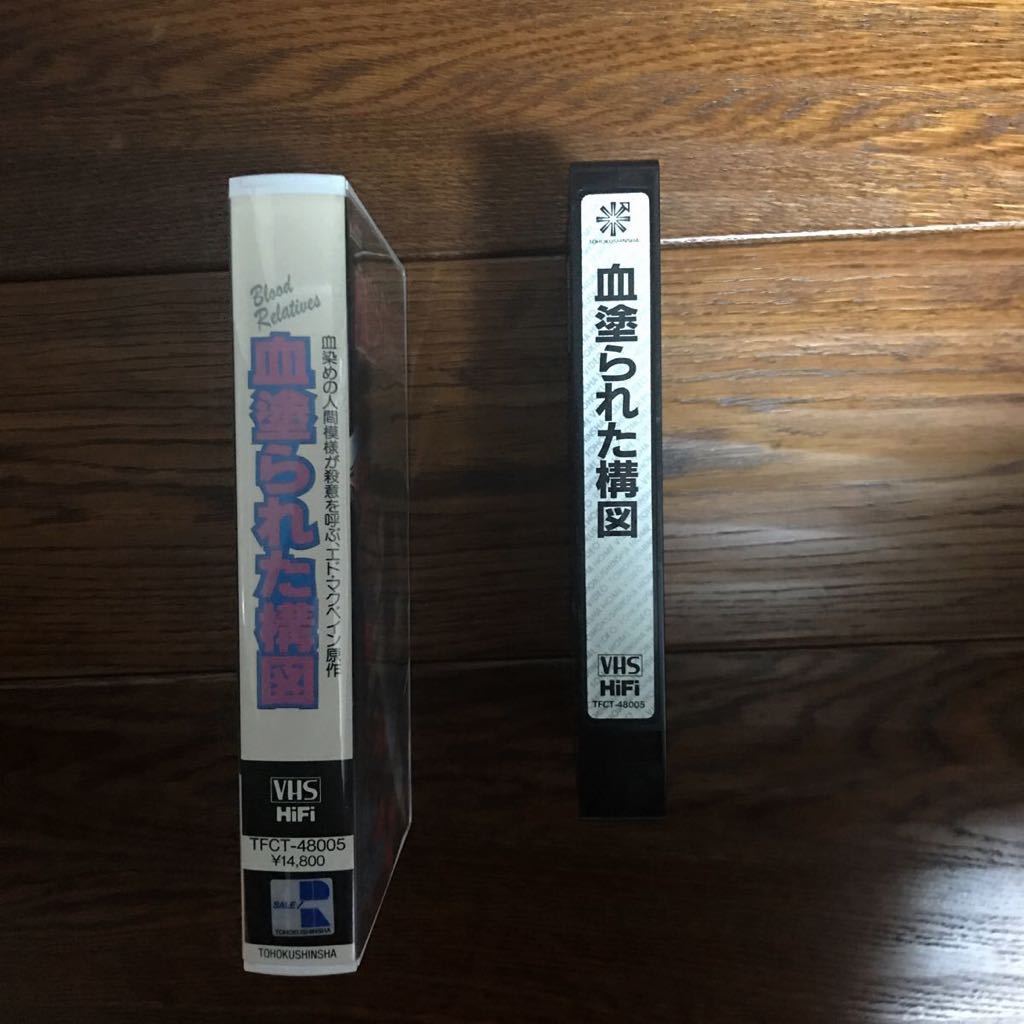 Blood
Relatives
血塗られた構図
血染めの人間模様が殺意を呼ぶ、エド・マクベイン原作
VHS
HiFi
TFCT-48005
¥14,800
SALE/R
TOHOKUSHINSHA
TOHOKUSHINSHA
TOHOKUSHINSHA
血塗られた構図
VHS
HiFi
TFCT-48005